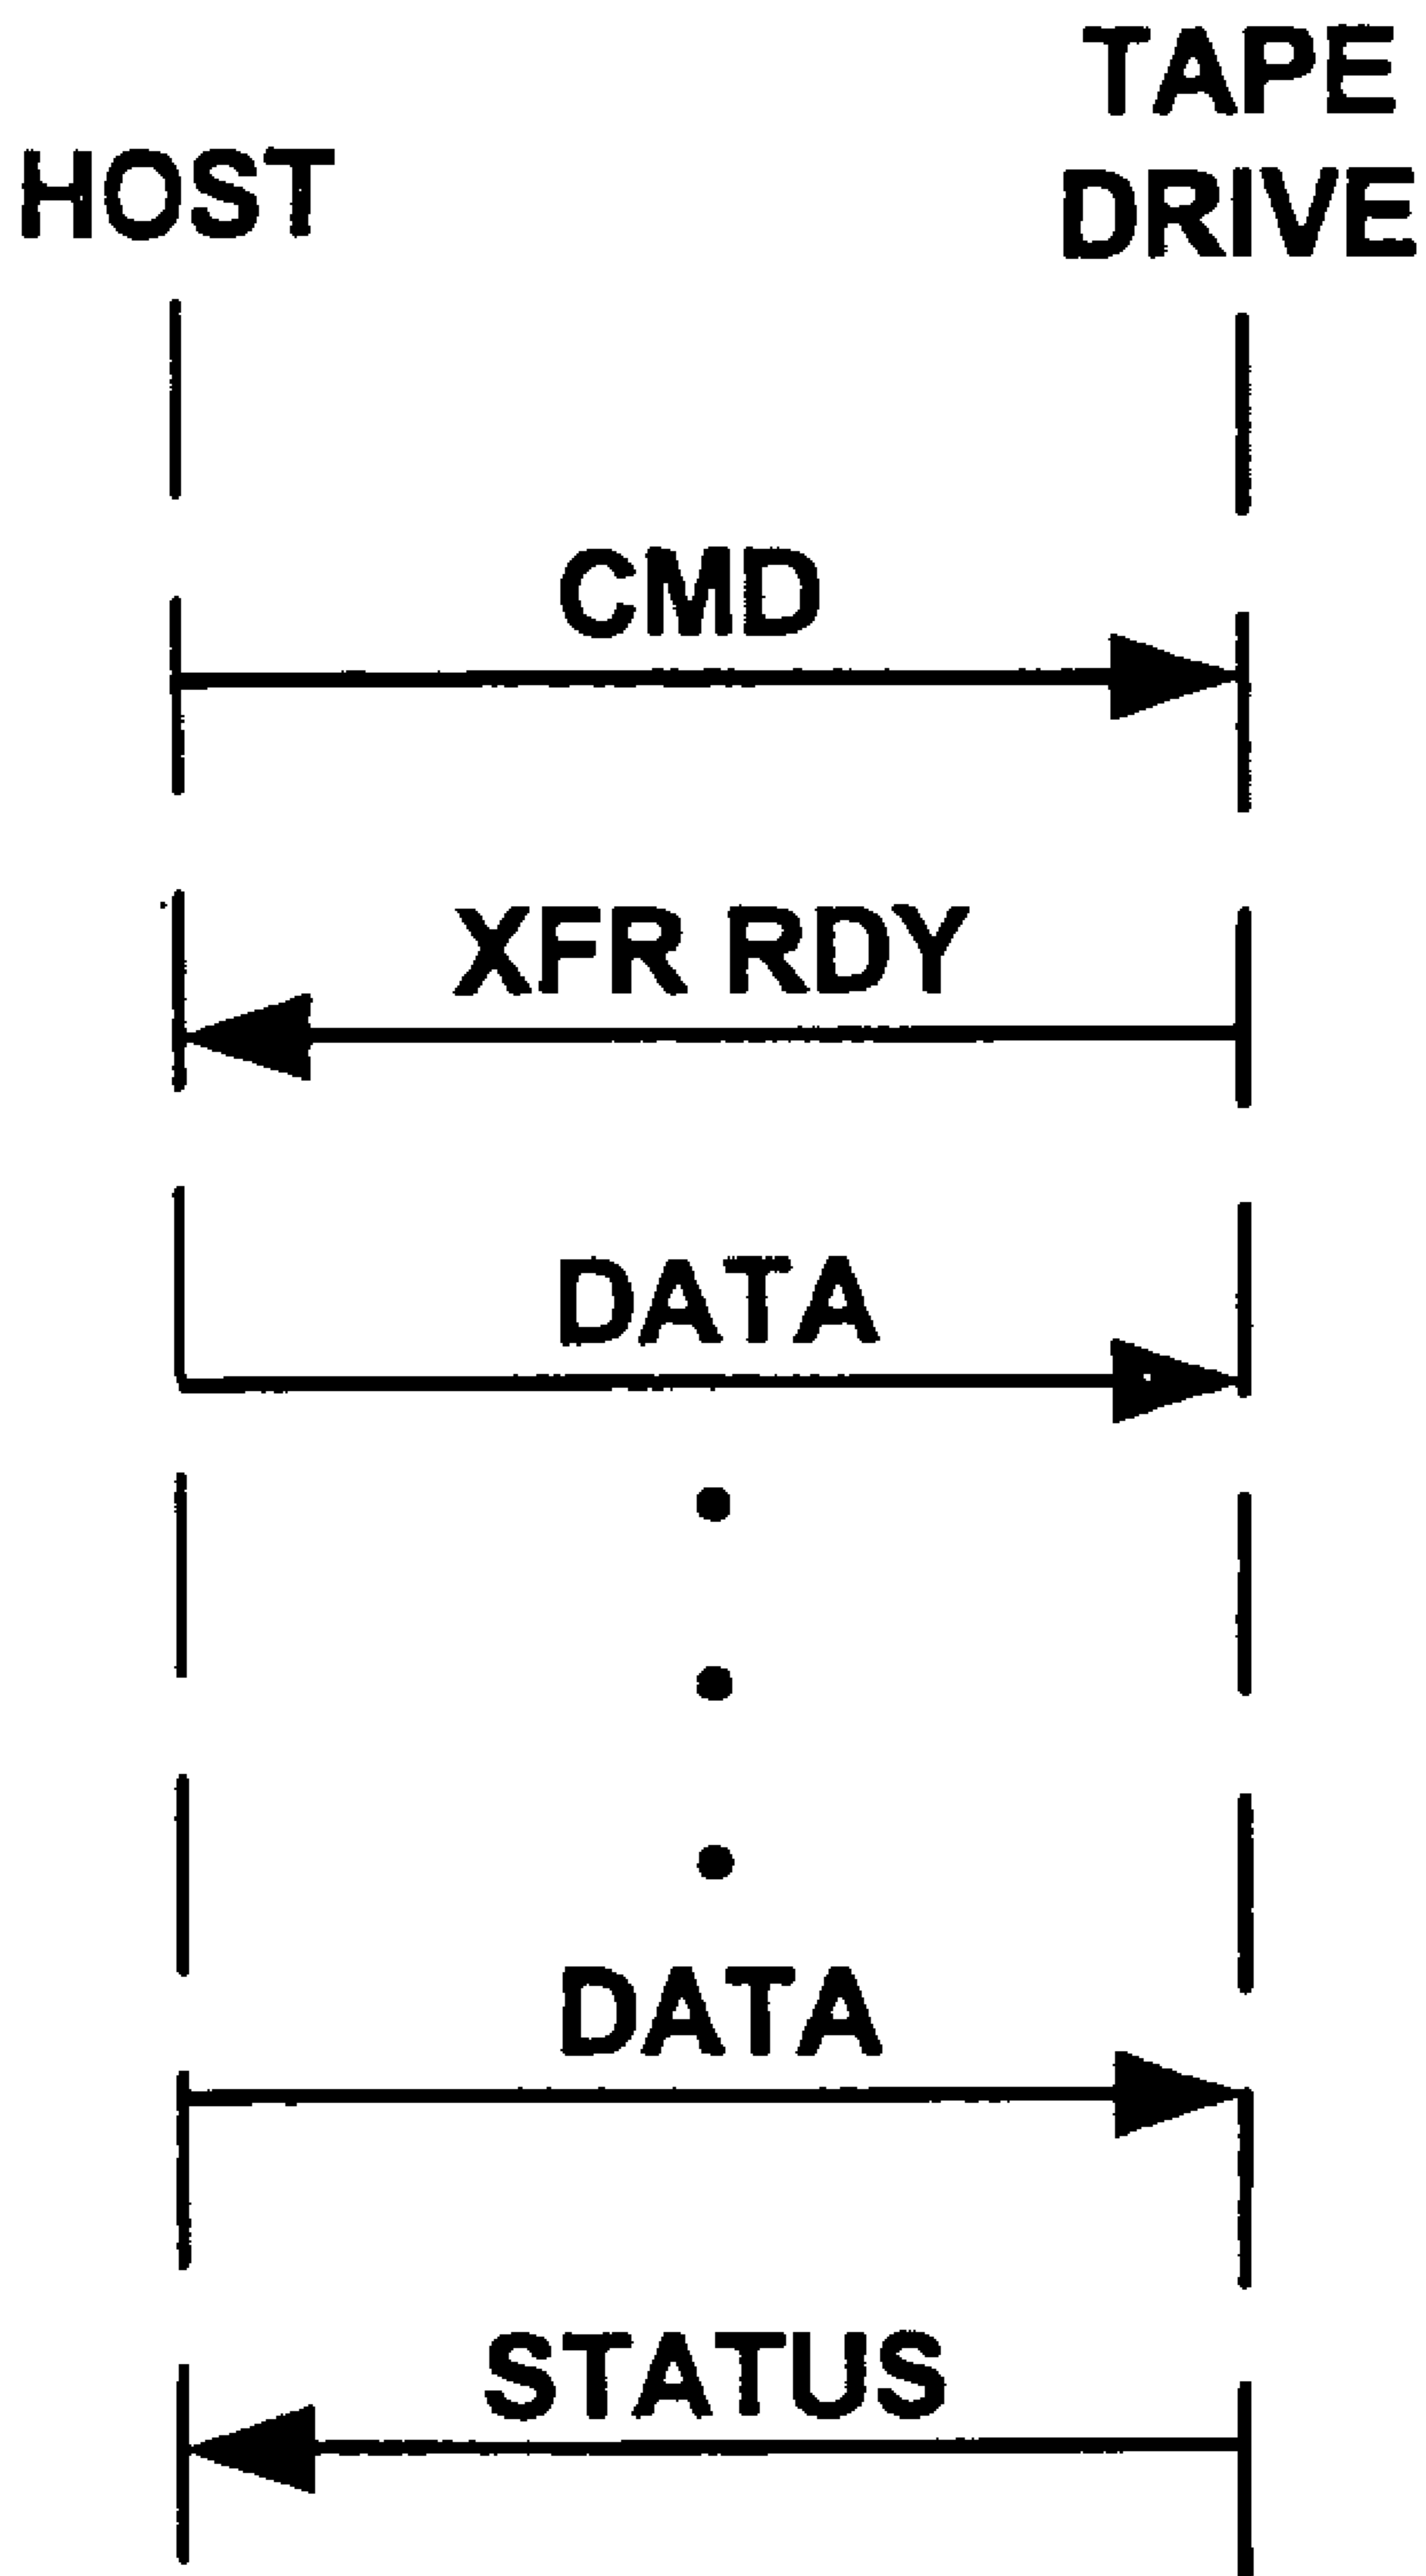 HOST
TAPE
DRIVE
CMD
XFR RDY
DATA
DATA
STATUS